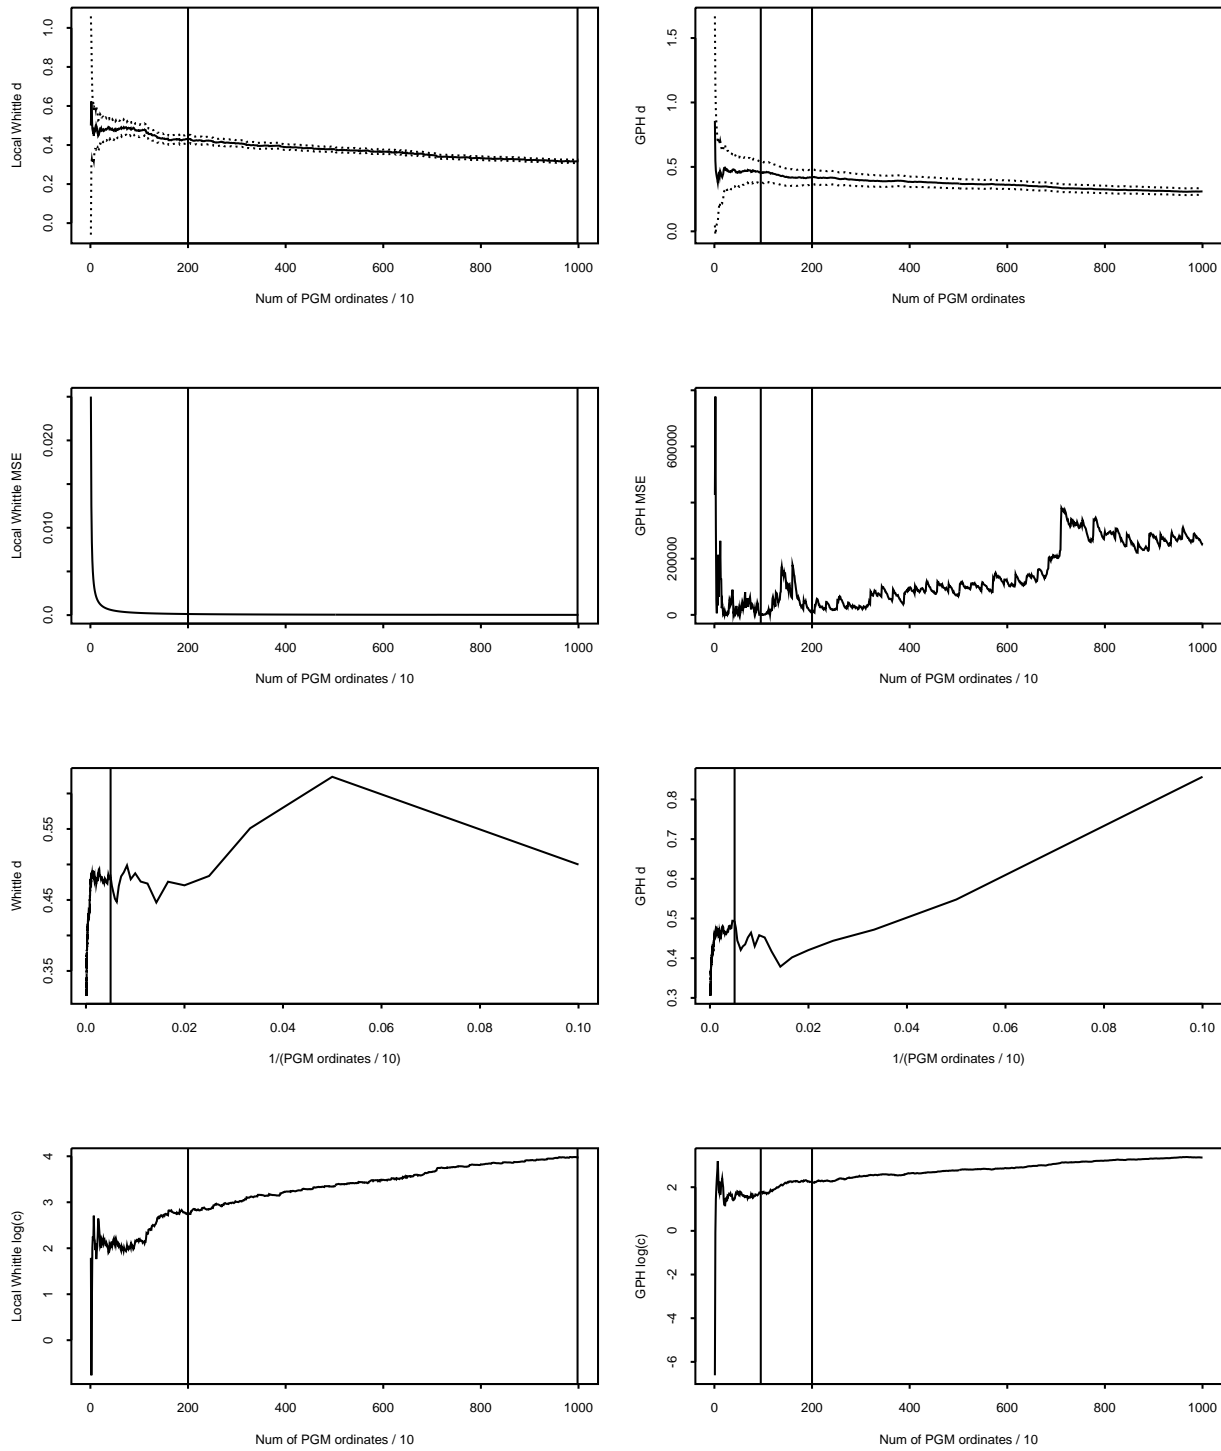 Local Whittle d
0.0 0.2 0.4 0.6 0.8 1.0
0 200 400 600 800 1000
Num of PGM ordinates / 10
GPH d
0.0 0.5 1.0 1.5
0 200 400 600 800 1000
Num of PGM ordinates
Local Whittle MSE
0.0 0.010 0.020
0 200 400 600 800 1000
Num of PGM ordinates / 10
GPH MSE
0 200000 600000
0 200 400 600 800 1000
Num of PGM ordinates / 10
Whittle d
0.35 0.45 0.55
0.0 0.02 0.04 0.06 0.08 0.10
1/(PGM ordinates / 10)
GPH d
0.3 0.4 0.5 0.6 0.7 0.8
0.0 0.02 0.04 0.06 0.08 0.10
1/(PGM ordinates / 10)
Local Whittle log(c)
0 1 2 3 4
0 200 400 600 800 1000
Num of PGM ordinates / 10
GPH log(c)
-6 -4 -2 0 2
0 200 400 600 800 1000
Num of PGM ordinates / 10